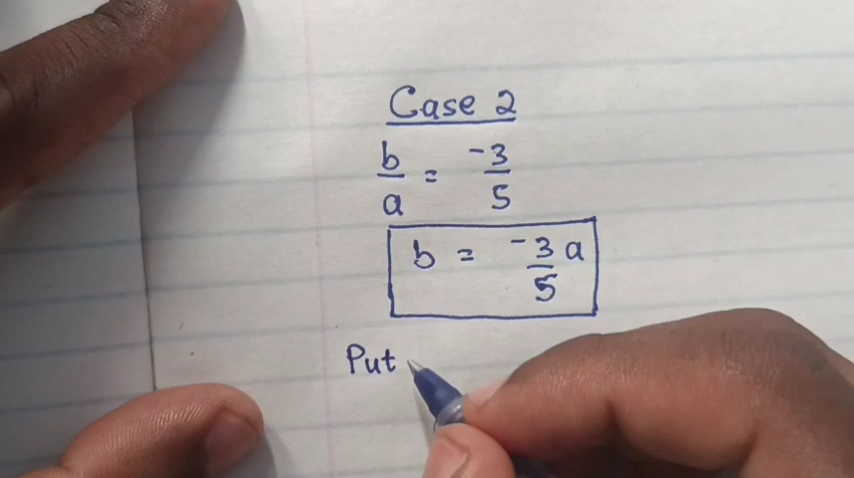 Case 2
b/a = -3/5
b = -3/5 a
Put